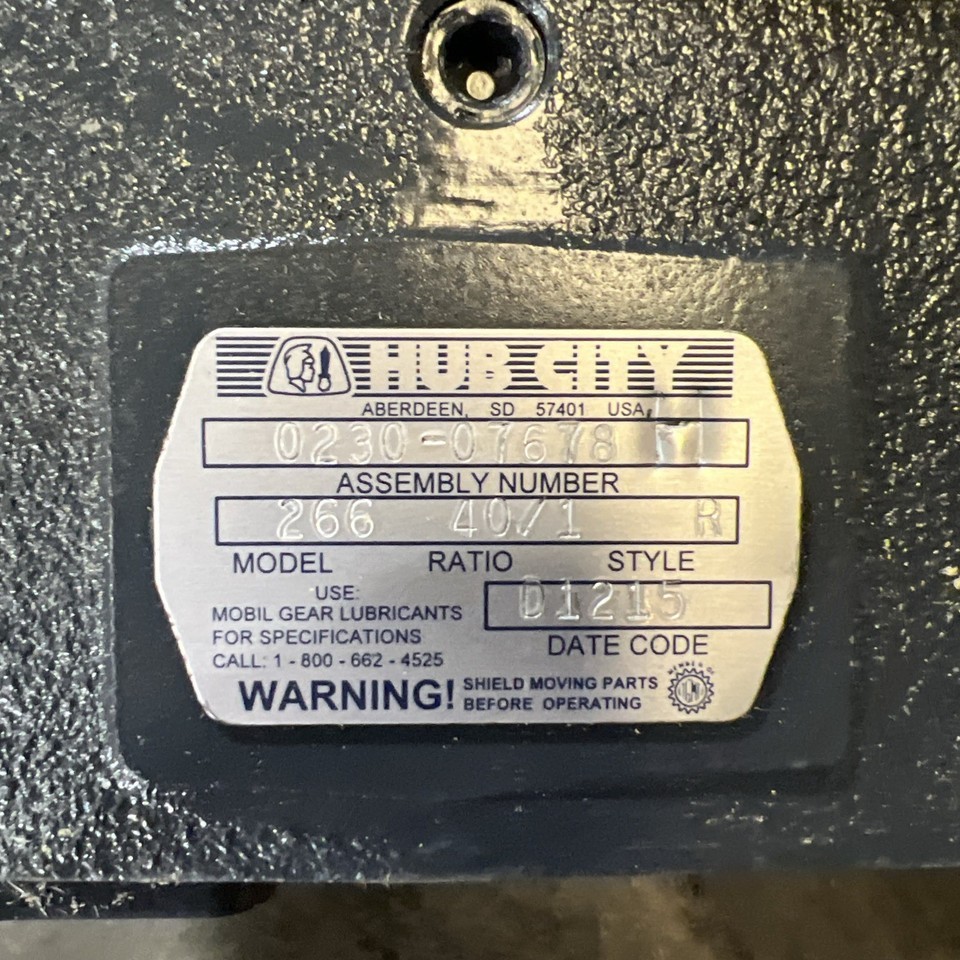 HUB CITY
ABERDEEN, SD 57401 USA
0230-07678
ASSEMBLY NUMBER
266 40/1 R
MODEL RATIO STYLE
USE:
MOBIL GEAR LUBRICANTS
FOR SPECIFICATIONS
CALL: 1 - 800 - 662 - 4525
01215
DATE CODE
WARNING! SHIELD MOVING PARTS
BEFORE OPERATING